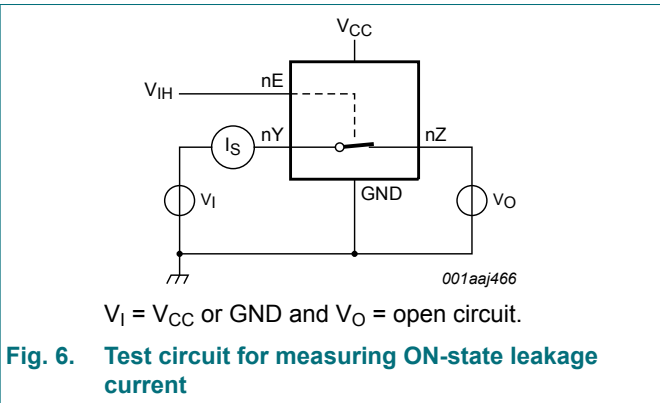 VCC
VIH
nE
IS
nY
nZ
VI
GND
VO
001aaj466
VI = VCC or GND and VO = open circuit.
Fig. 6. Test circuit for measuring ON-state leakage
current